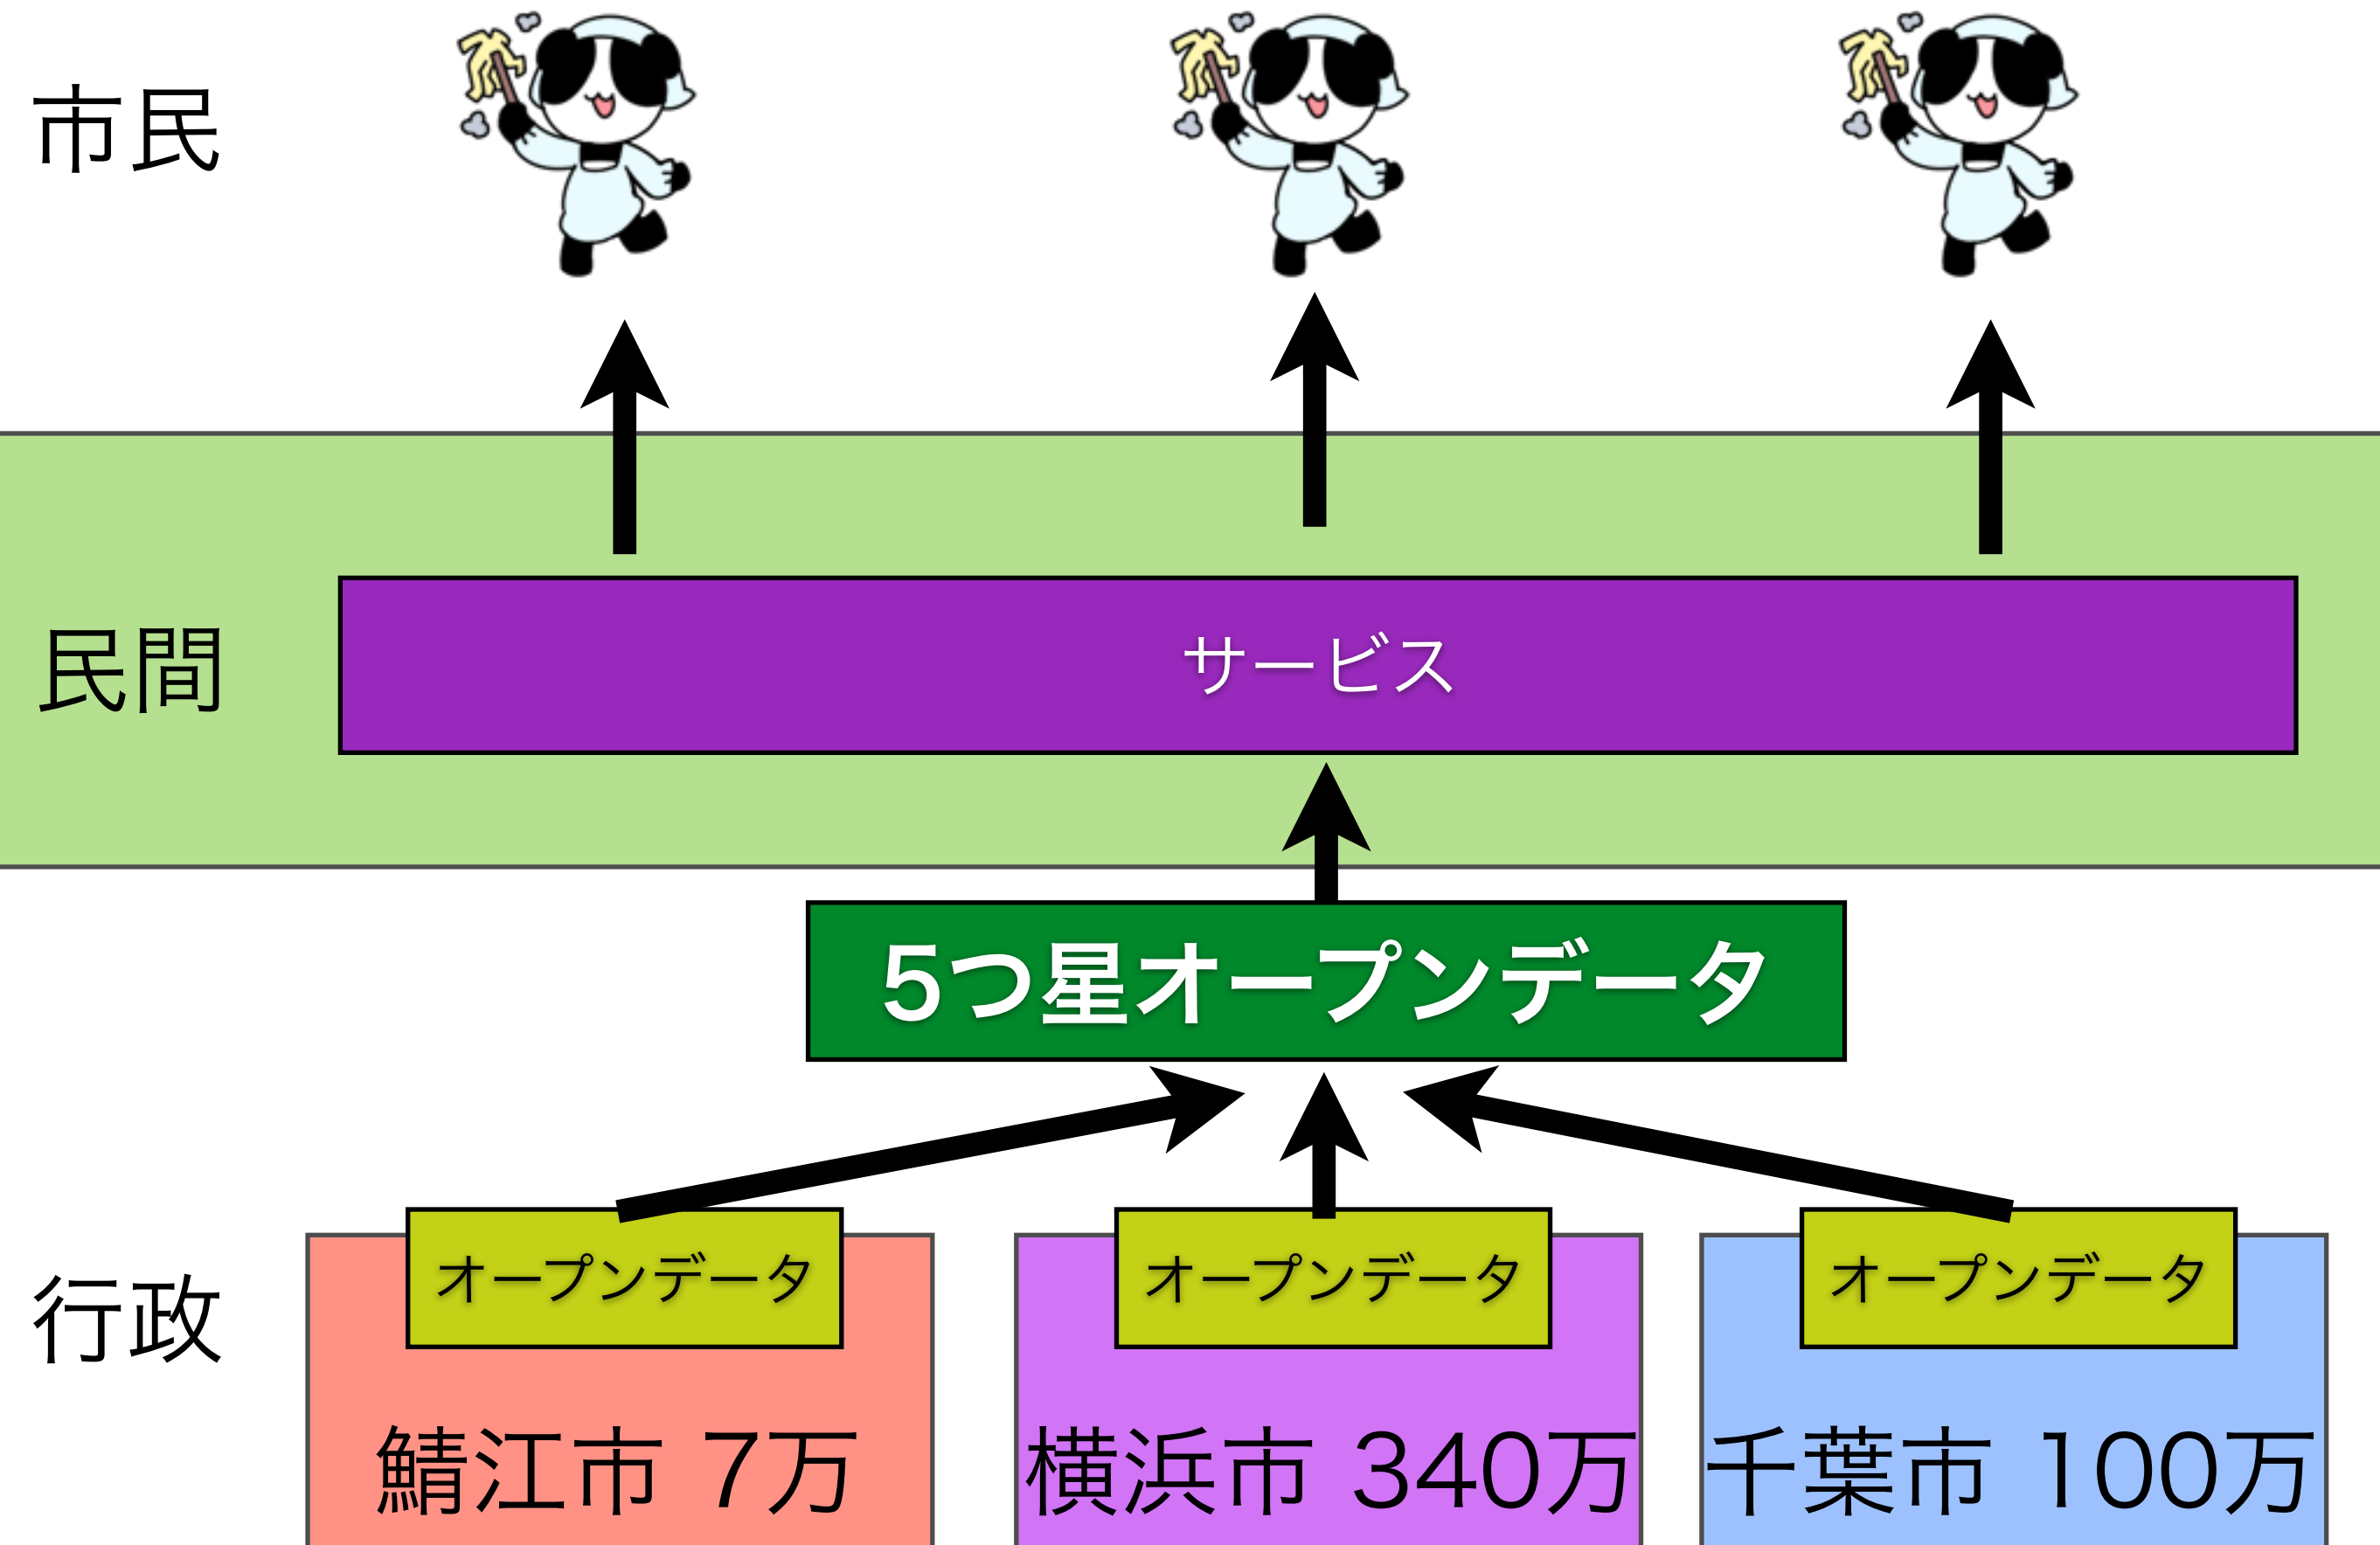 市民
民間
サービス
5つ星オープンデータ
行政
オープンデータ
オープンデータ
オープンデータ
鯖江市 7万
横浜市 340万
千葉市 100万